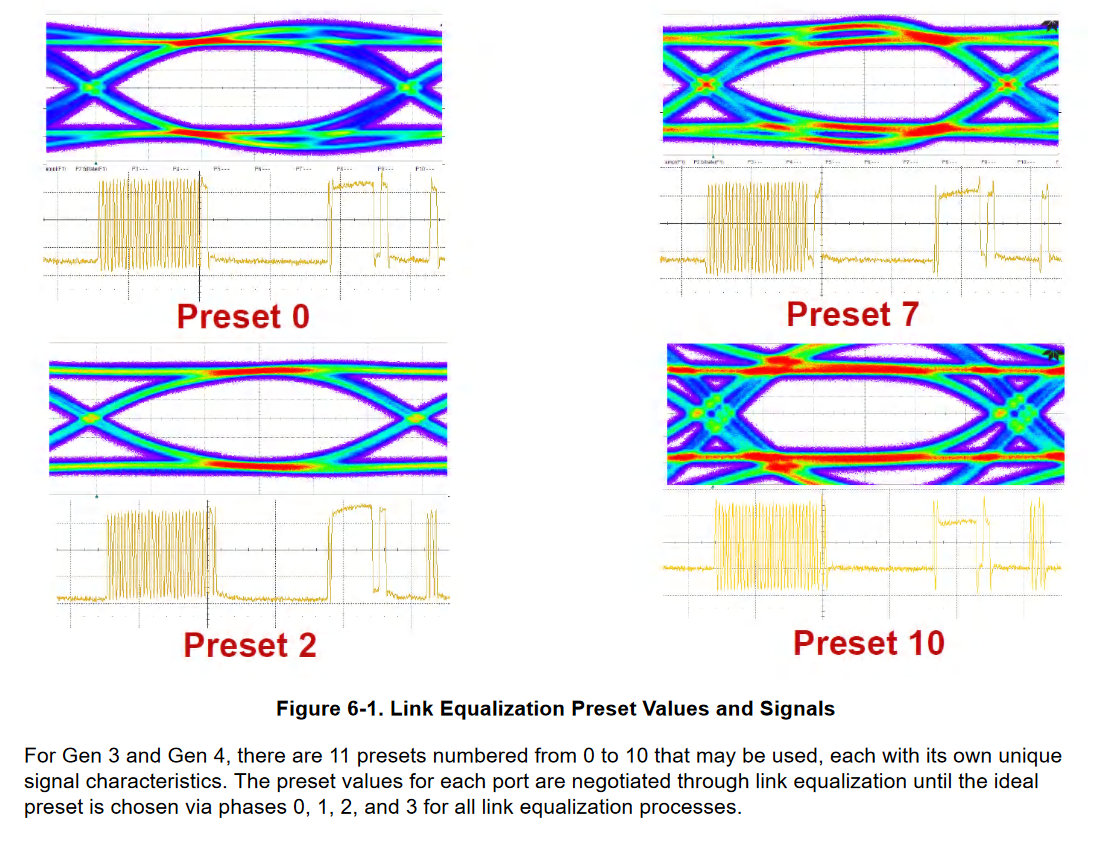 Preset 0
Preset 7
Preset 2
Preset 10
Figure 6-1. Link Equalization Preset Values and Signals
For Gen 3 and Gen 4, there are 11 presets numbered from 0 to 10 that may be used, each with its own unique
signal characteristics. The preset values for each port are negotiated through link equalization until the ideal
preset is chosen via phases 0, 1, 2, and 3 for all link equalization processes.